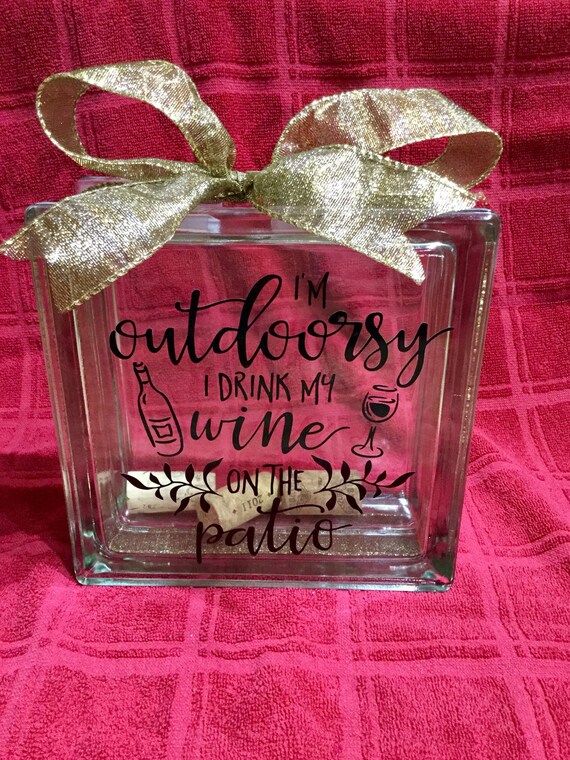 I'M
outdoorsy
I DRINK MY
wine
ON THE
patio